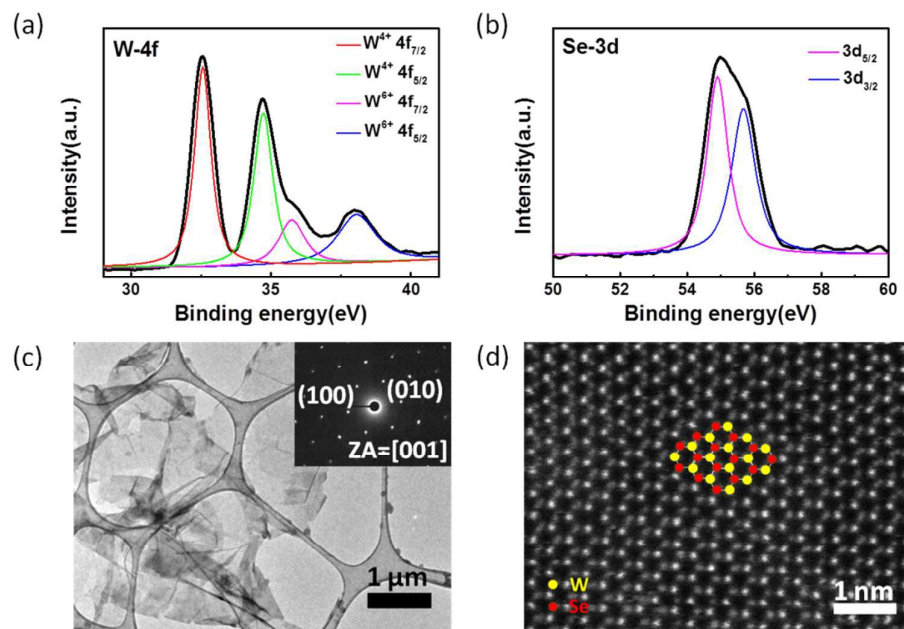 (a)
W-4f
W⁴⁺ 4f₇/₂
W⁴⁺ 4f₅/₂
W⁶⁺ 4f₇/₂
W⁶⁺ 4f₅/₂
Intensity(a.u.)
30 35 40
Binding energy(eV)
(b)
Se-3d
3d₅/₂
3d₃/₂
Intensity(a.u.)
50 52 54 56 58 60
Binding energy(eV)
(c)
(100) (010)
ZA=[001]
1 µm
(d)
W
Se
1 nm